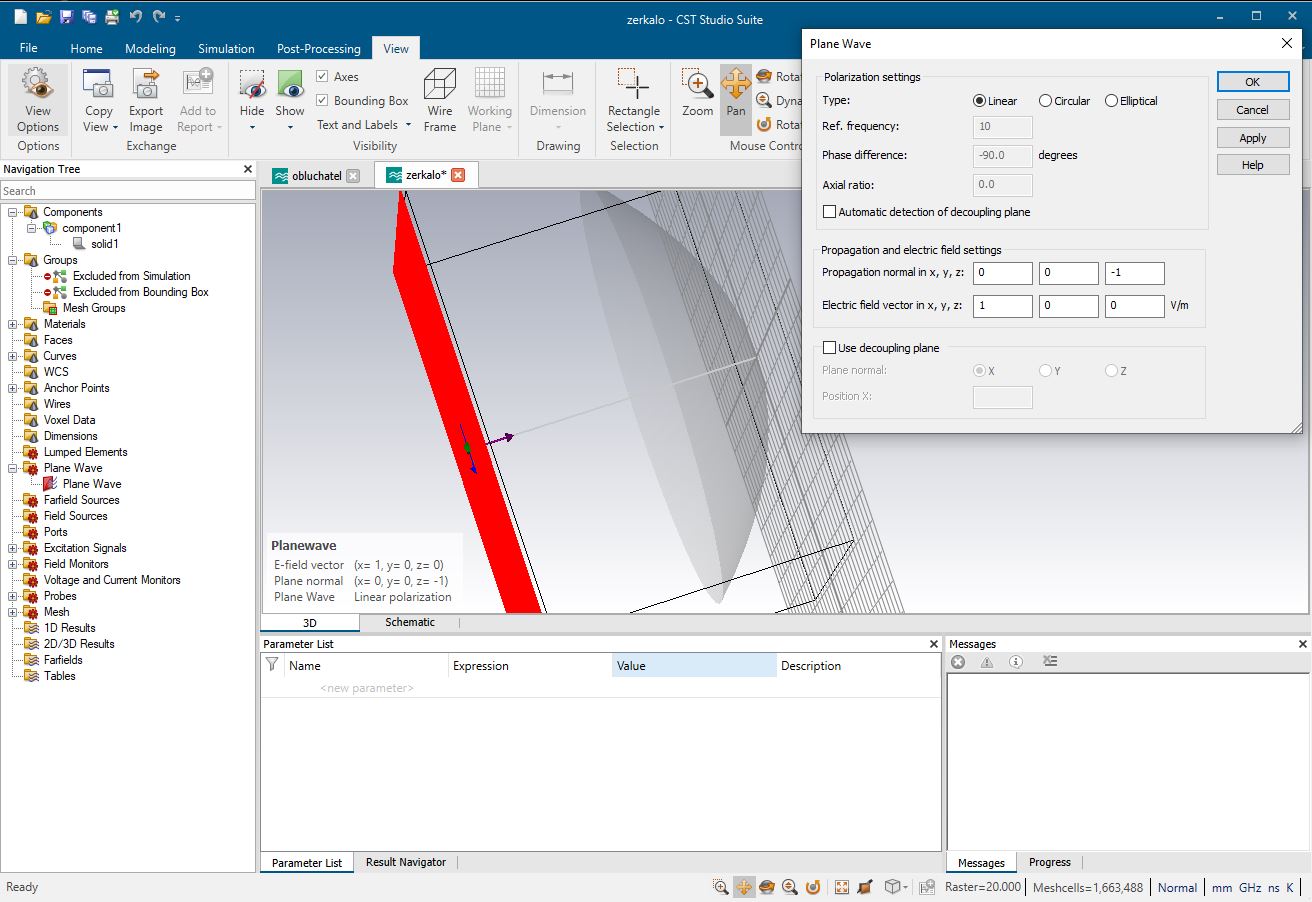 zerkalo - CST Studio Suite
File Home Modeling Simulation Post-Processing View
View Options
Copy View
Export Image
Add to Report
Hide
Show
Axes
Bounding Box
Text and Labels
Wire Frame
Working Plane
Dimension
Rectangle Selection
Zoom
Pan
Options Exchange Visibility Drawing Selection
Navigation Tree
Search
Components
component1
solid1
Groups
Excluded from Simulation
Excluded from Bounding Box
Mesh Groups
Materials
Faces
Curves
WCS
Anchor Points
Wires
Voxel Data
Dimensions
Lumped Elements
Plane Wave
Plane Wave
Farfield Sources
Field Sources
Ports
Excitation Signals
Field Monitors
Voltage and Current Monitors
Probes
Mesh
1D Results
2D/3D Results
Farfields
Tables
obluchatel zerkalo*
Planewave
E-field vector (x= 1, y= 0, z= 0)
Plane normal (x= 0, y= 0, z= -1)
Plane Wave Linear polarization
3D Schematic
Plane Wave
Polarization settings
Type: Linear Circular Elliptical
Ref. frequency: 10
Phase difference: -90.0 degrees
Axial ratio: 0.0
Automatic detection of decoupling plane
Propagation and electric field settings
Propagation normal in x, y, z: 0 0 -1
Electric field vector in x, y, z: 1 0 0 V/m
Use decoupling plane
Plane normal: X Y Z
Position X:
OK
Cancel
Apply
Help
Parameter List
Name Expression Value Description
<new parameter>
Parameter List Result Navigator
Messages
Messages Progress
Ready
Raster=20.000 Meshcells=1,663,488 Normal mm GHz ns K